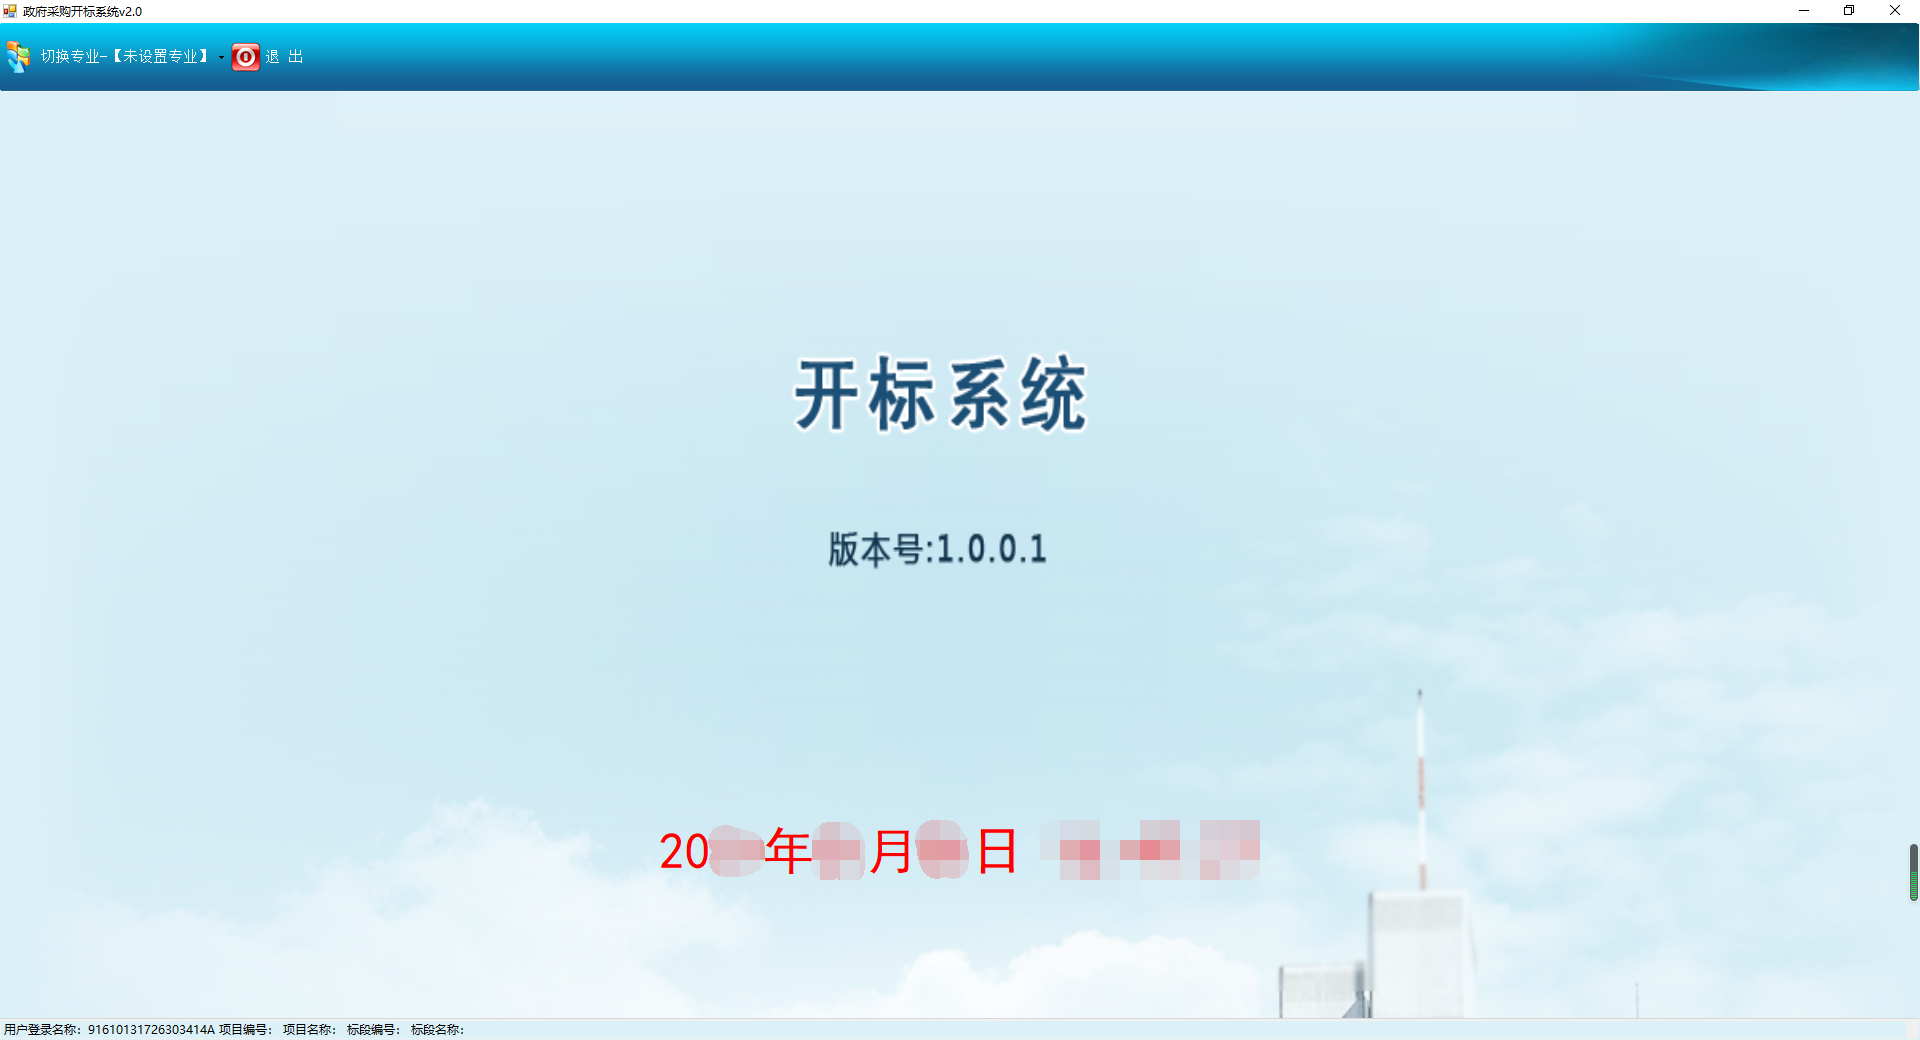 政府采购开标系统v2.0
切换专业-【未设置专业】 退 出
开标系统
版本号:1.0.0.1
20 年 月 日
用户登录名称：91610131726303414A 项目编号： 项目名称： 标段编号： 标段名称：